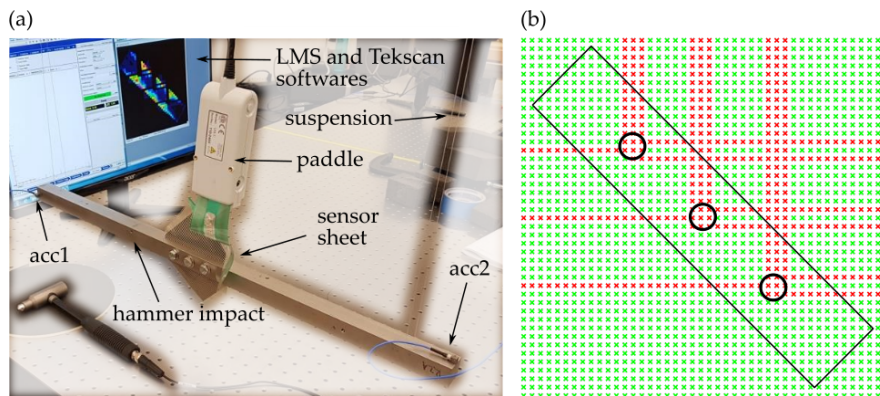 (a)
(b)
LMS and Tekscan
softwares
suspension
paddle
sensor
sheet
acc1
acc2
hammer impact